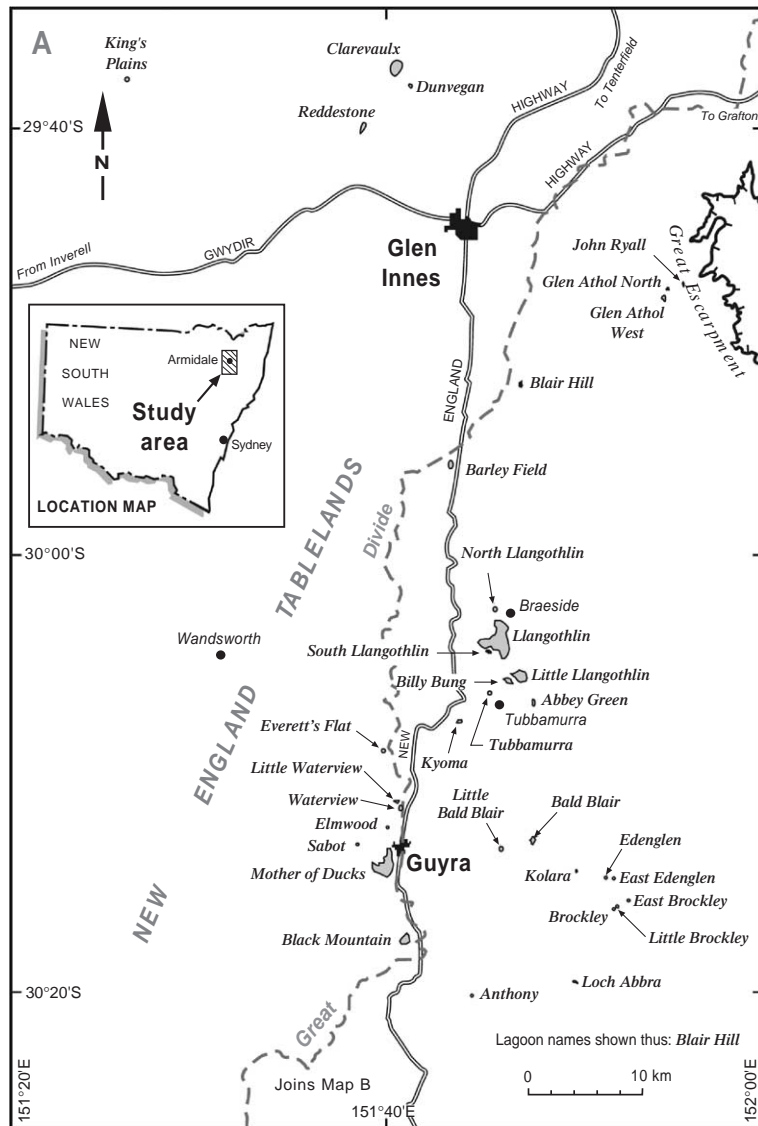 A
King's
Plains
Clarevaulx
Dunvegan
Reddestone
HIGHWAY
To Tenterfield
To Grafton
HIGHWAY
29°40'S
N
From Inverell
GWYDIR
Glen
Innes
John Ryall
Glen Athol North
Glen Athol
West
Great Escarpment
NEW
SOUTH
WALES
Armidale
Study
area
Sydney
LOCATION MAP
ENGLAND
Blair Hill
Barley Field
TABLELANDS
Divide
30°00'S
North Llangothlin
Braeside
Llangothlin
Wandsworth
South Llangothlin
Little Llangothlin
Billy Bung
Abbey Green
Tubbamurra
Tubbamurra
Everett's Flat
NEW
Kyoma
ENGLAND
Little Waterview
Waterview
Little
Bald Blair
Bald Blair
Elmwood
Sabot
Guyra
Edenglen
Mother of Ducks
Kolara
East Edenglen
East Brockley
Brockley
Little Brockley
NEW
Black Mountain
30°20'S
Anthony
Loch Abbra
Great
Lagoon names shown thus: Blair Hill
0
10 km
Joins Map B
151°20'E
151°40'E
152°00'E